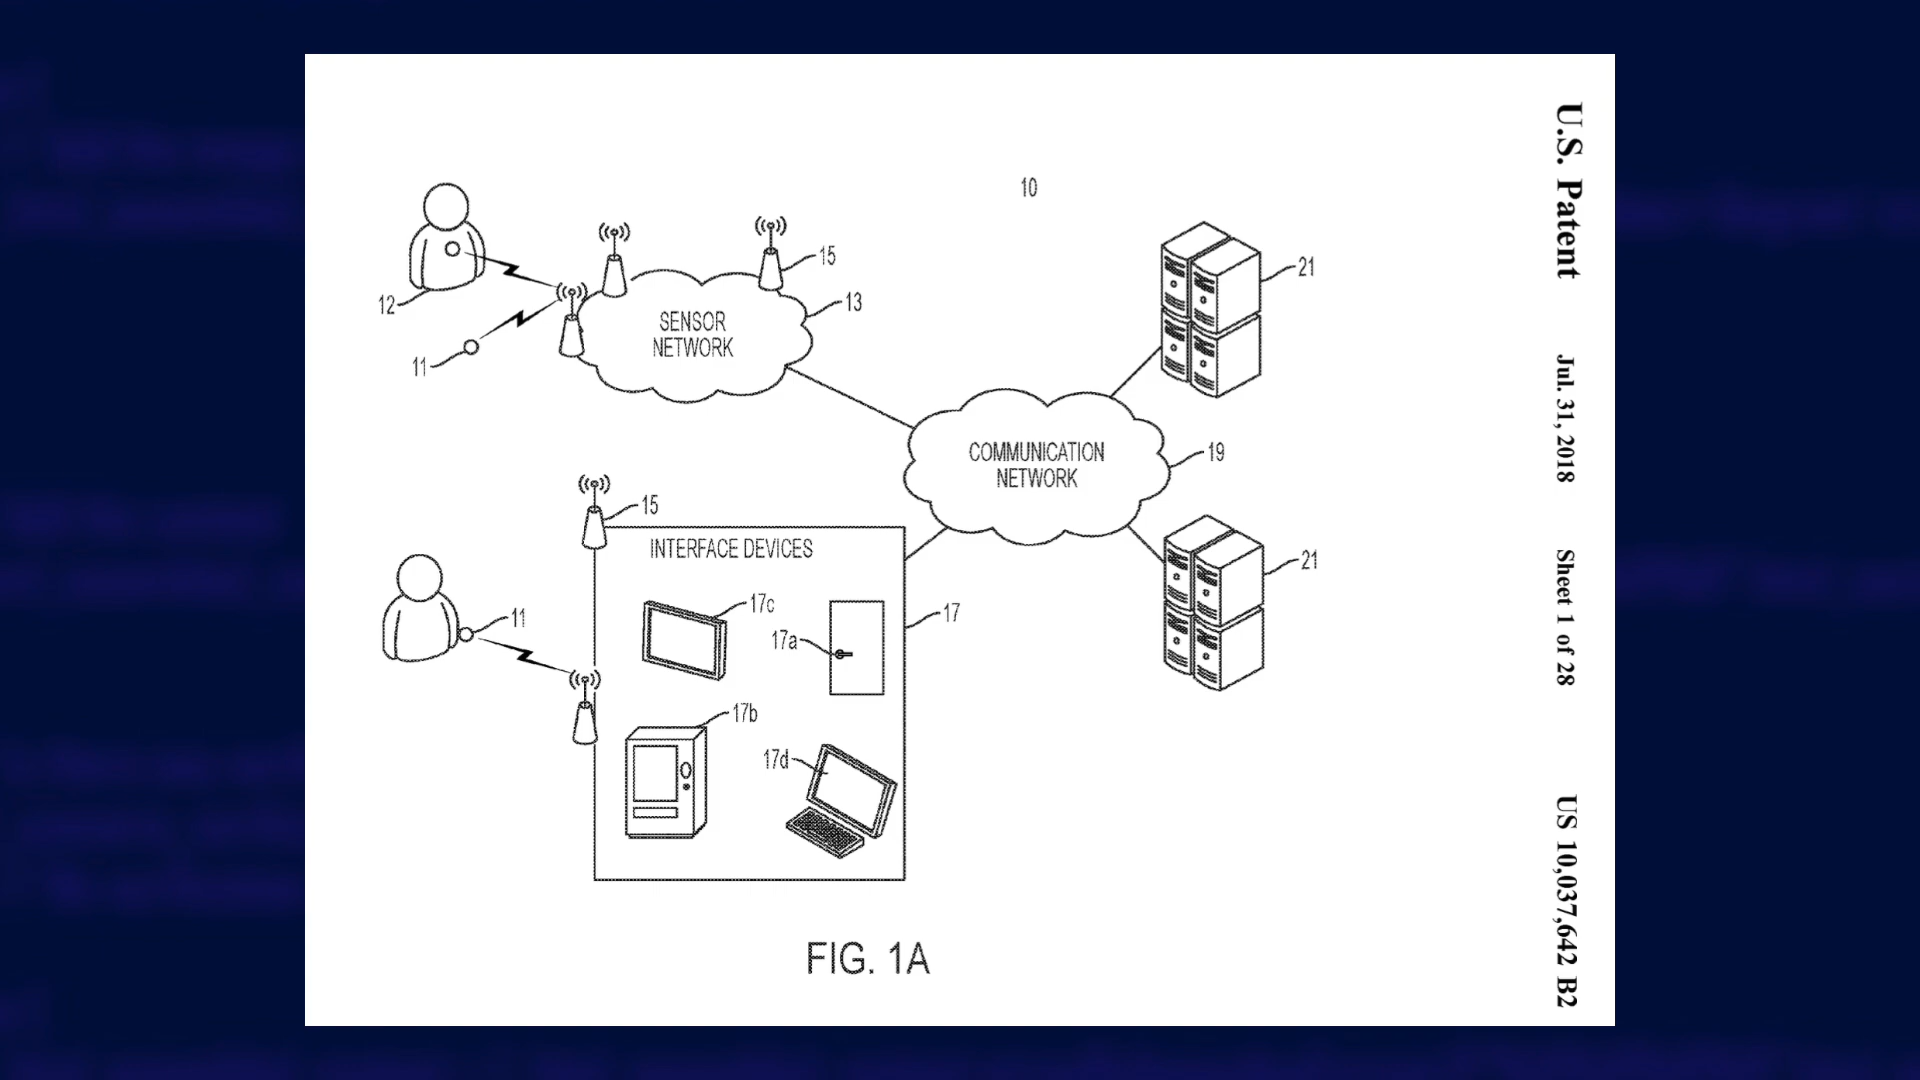 U.S. Patent Jul. 31, 2018 Sheet 1 of 28 US 10,037,642 B2
10
15
21
12
13
SENSOR
NETWORK
11
COMMUNICATION
NETWORK
19
15
INTERFACE DEVICES
21
17c
17
11
17a
17b
17d
FIG. 1A